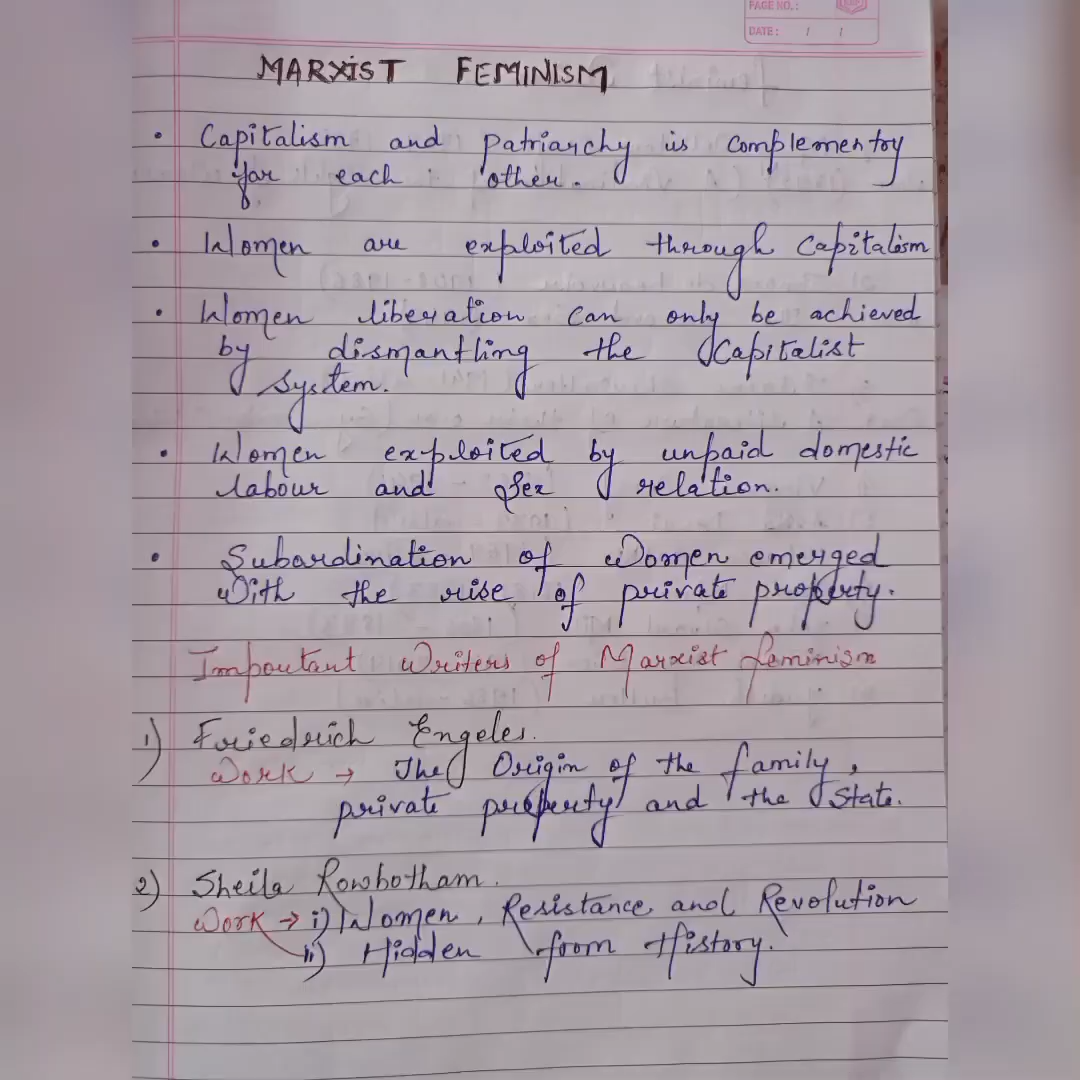 PAGE NO.:
DATE: / /
MARXIST FEMINISM
• Capitalism and patriarchy is complementry
for each other.
• Women are exploited through Capitalism
• Women liberation can only be achieved
by dismantling the Capitalist
System.
• Women exploited by unpaid domestic
labour and Sex relation.
• Subordination of Women emerged
With the rise of private property.
Important Writers of Marxist feminism
1) Friedrich Engeles.
Work → The Origin of the family,
private property and the State.
2) Sheila Rowbotham.
Work → i) Women, Resistance and Revolution
ii) Hidden from History.